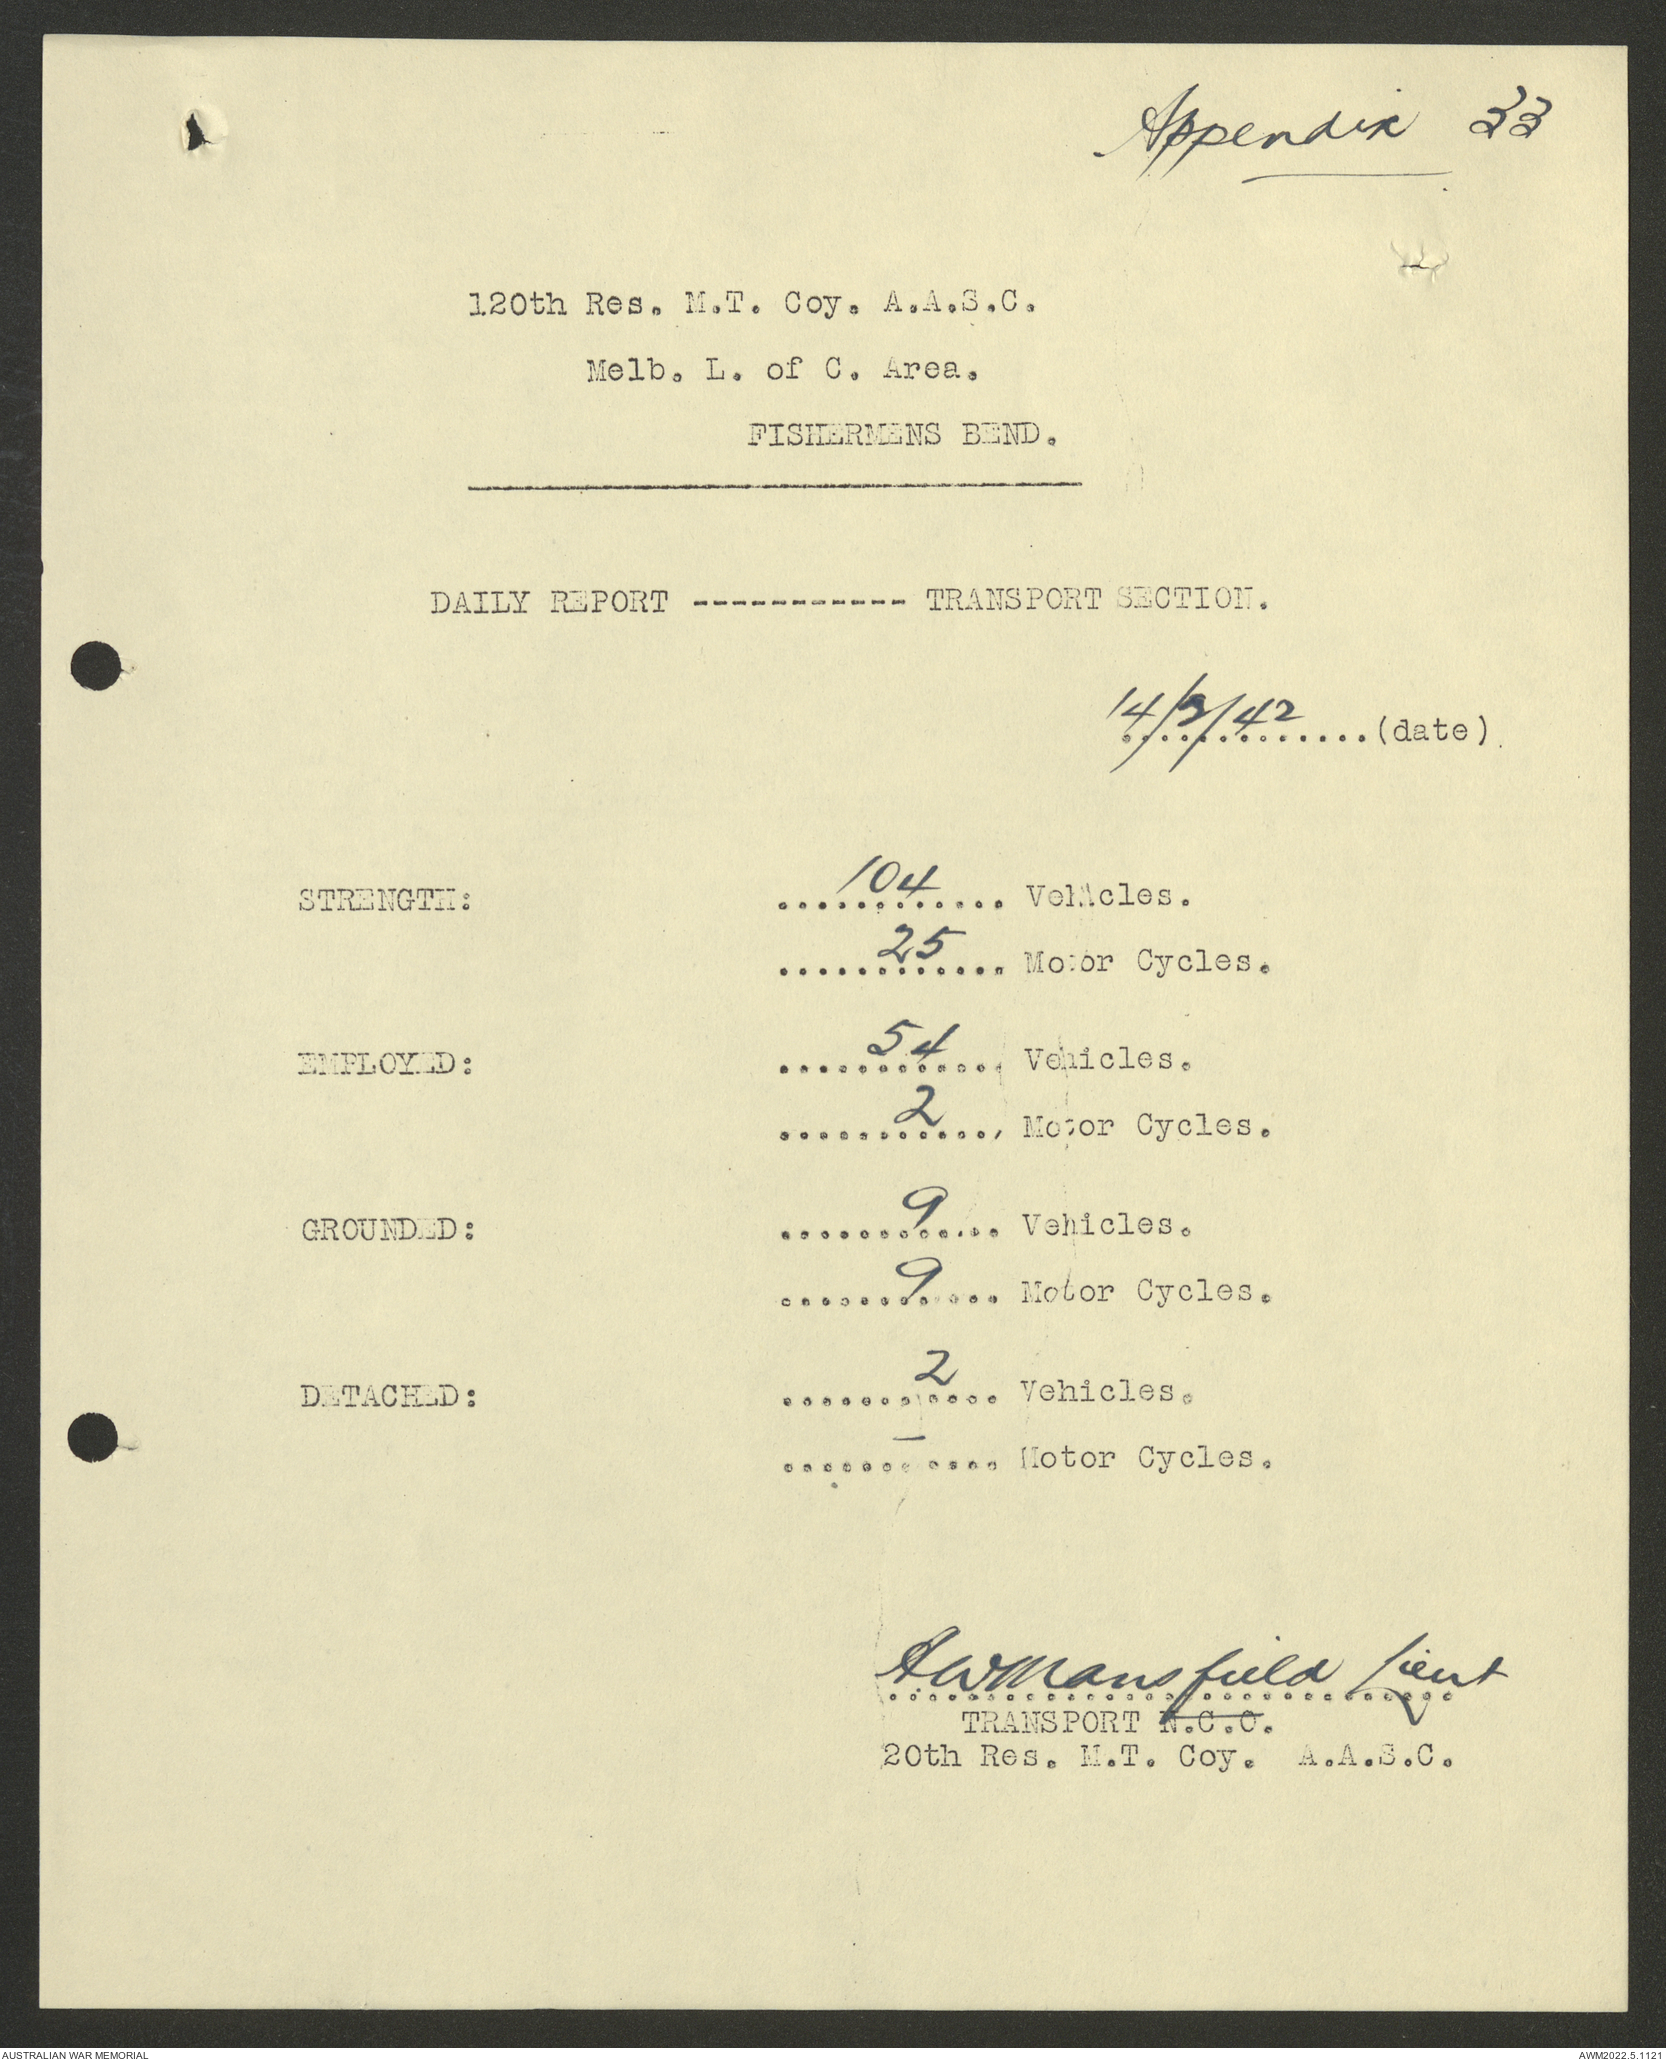 Appendix 33
120th Res. M.T. Coy. A.A.S.C.
Melb. L. of C. Area.
FISHERMENS BEND.
DAILY REPORT ----------- TRANSPORT SECTION.
14/3/42.............(date)
STRENGTH: 104............ Vehicles.
25............ Motor Cycles.
EMPLOYED: 54............ Vehicles.
2............ Motor Cycles.
GROUNDED: 9............ Vehicles.
9............ Motor Cycles.
DETACHED: 2............ Vehicles.
–............ Motor Cycles.
A W Mansfield Lieut
TRANSPORT N.C.O.
20th Res. M.T. Coy. A.A.S.C.
AUSTRALIAN WAR MEMORIAL
AWM2022.5.1121